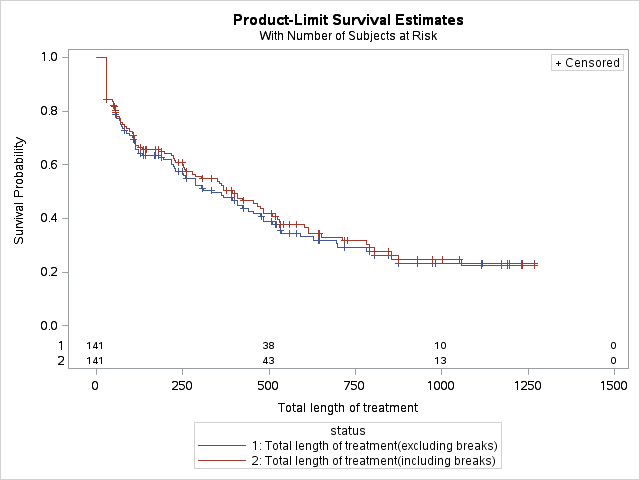 Product-Limit Survival Estimates
With Number of Subjects at Risk
+ Censored
1.0
0.8
0.6
0.4
0.2
0.0
Survival Probability
1 141 38 10 0
2 141 43 13 0
0 250 500 750 1000 1250 1500
Total length of treatment
status
1: Total length of treatment(excluding breaks)
2: Total length of treatment(including breaks)